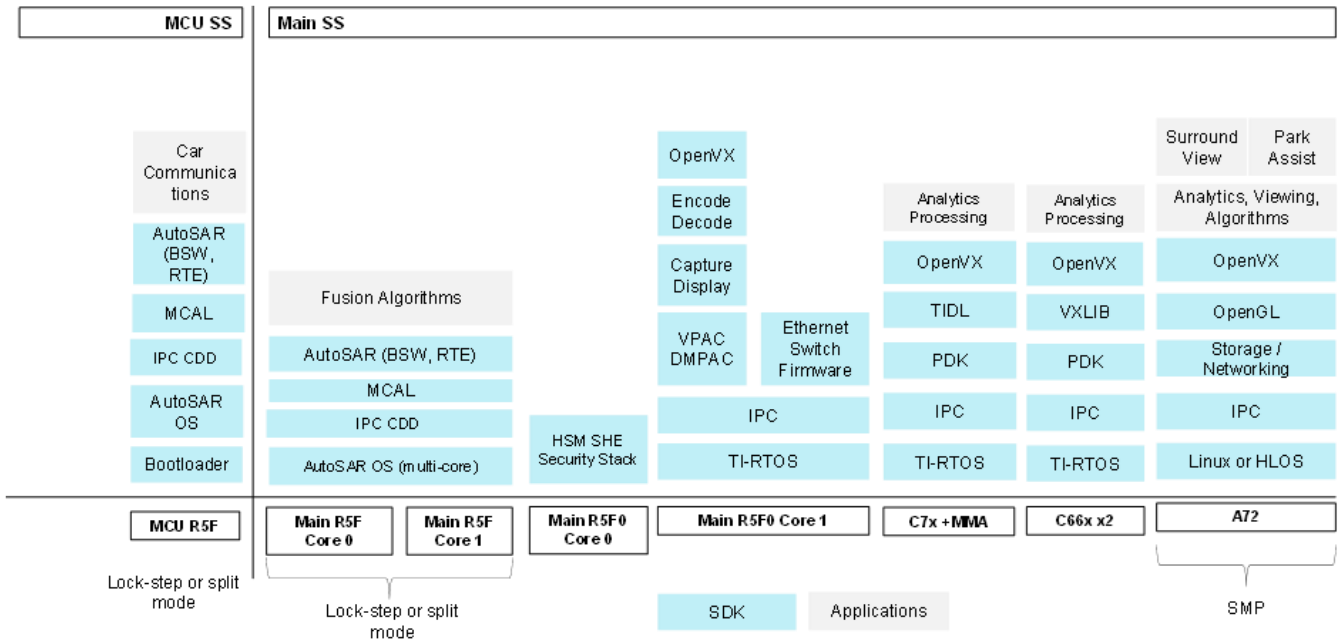 MCU SS
Main SS
Car
Communica
tions
AutoSAR
(BSW,
RTE)
MCAL
IPC CDD
AutoSAR
OS
Bootloader
Fusion Algorithms
AutoSAR (BSW, RTE)
MCAL
IPC CDD
AutoSAR OS (multi-core)
HSM SHE
Security Stack
OpenVX
Encode
Decode
Capture
Display
VPAC
DMPAC
Ethernet
Switch
Firmware
IPC
TI-RTOS
Analytics
Processing
OpenVX
TIDL
PDK
IPC
TI-RTOS
Analytics
Processing
OpenVX
VXLIB
PDK
IPC
TI-RTOS
Surround
View
Park
Assist
Analytics, Viewing,
Algorithms
OpenVX
OpenGL
Storage /
Networking
IPC
Linux or HLOS
MCU R5F
Main R5F
Core 0
Main R5F
Core 1
Main R5F0
Core 0
Main R5F0 Core 1
C7x +MMA
C66x x2
A72
Lock-step or split
mode
Lock-step or split
mode
SDK
Applications
SMP